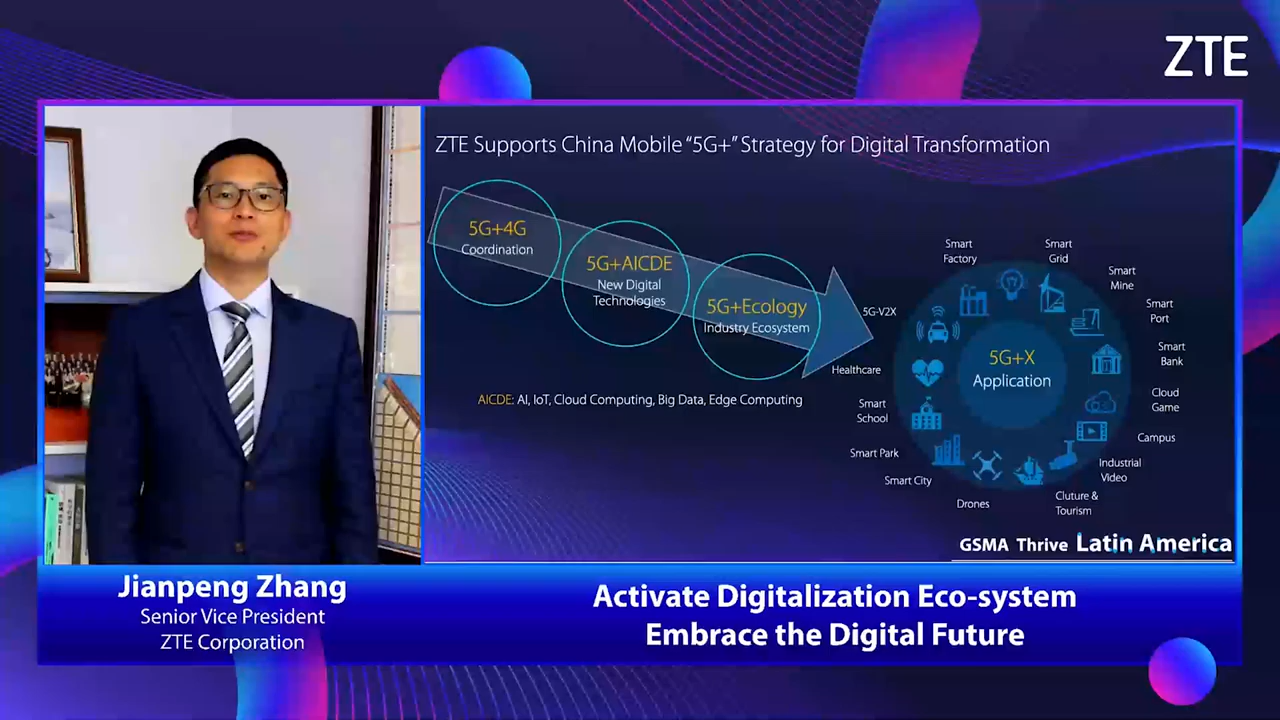 ZTE
ZTE Supports China Mobile “5G+” Strategy for Digital Transformation
5G+4G
Coordination
5G+AICDE
New Digital
Technologies
5G+Ecology
Industry Ecosystem
AICDE: AI, IoT, Cloud Computing, Big Data, Edge Computing
5G+X
Application
Smart
Factory
Smart
Grid
Smart
Mine
Smart
Port
Smart
Bank
Cloud
Game
Campus
Industrial
Video
Cluture &
Tourism
Drones
Smart City
Smart Park
Smart
School
Healthcare
5G-V2X
GSMA Thrive Latin America
Jianpeng Zhang
Senior Vice President
ZTE Corporation
Activate Digitalization Eco-system
Embrace the Digital Future